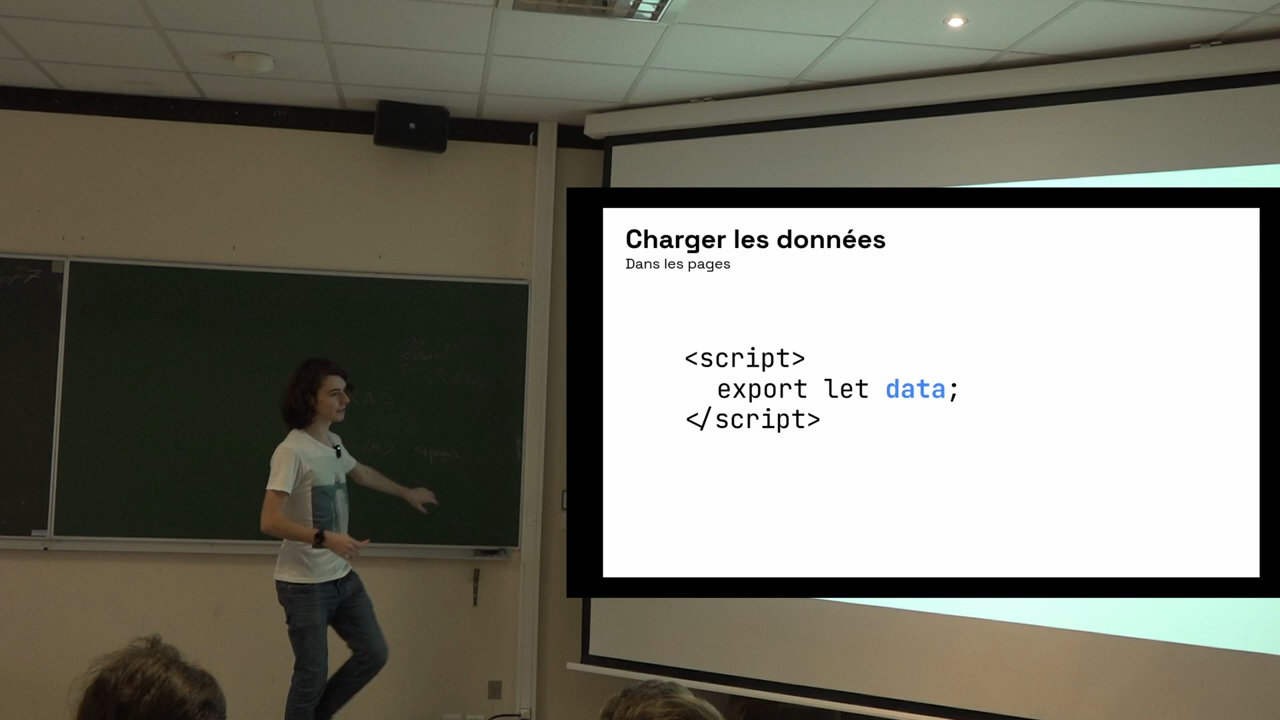 Charger les données
Dans les pages
<script>
export let data;
</script>